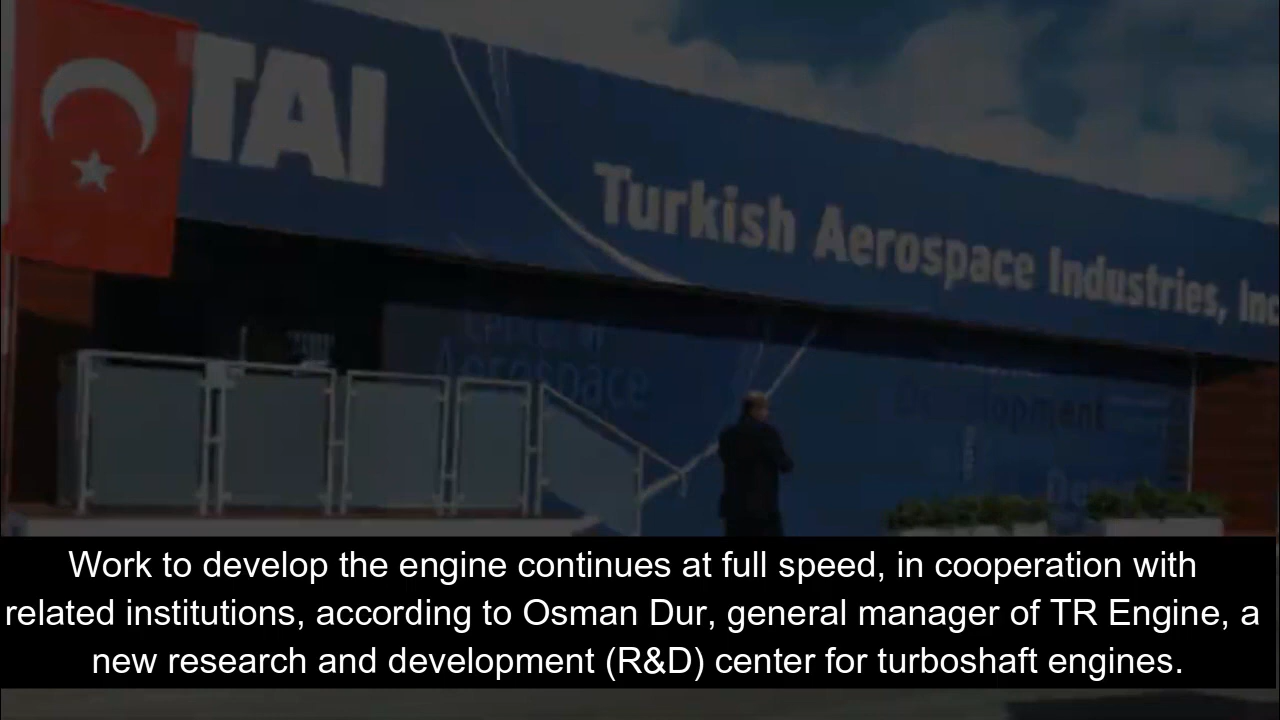 TAI
Turkish Aerospace Industries, Inc
Aerospace
Work to develop the engine continues at full speed, in cooperation with
related institutions, according to Osman Dur, general manager of TR Engine, a
new research and development (R&D) center for turboshaft engines.